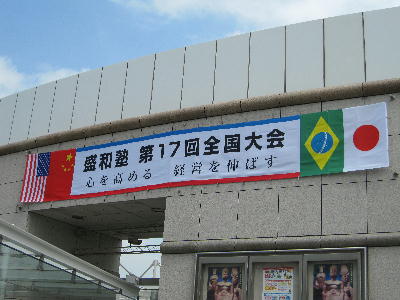 盛和塾 第17回全国大会
心を高める 経営を伸ばす